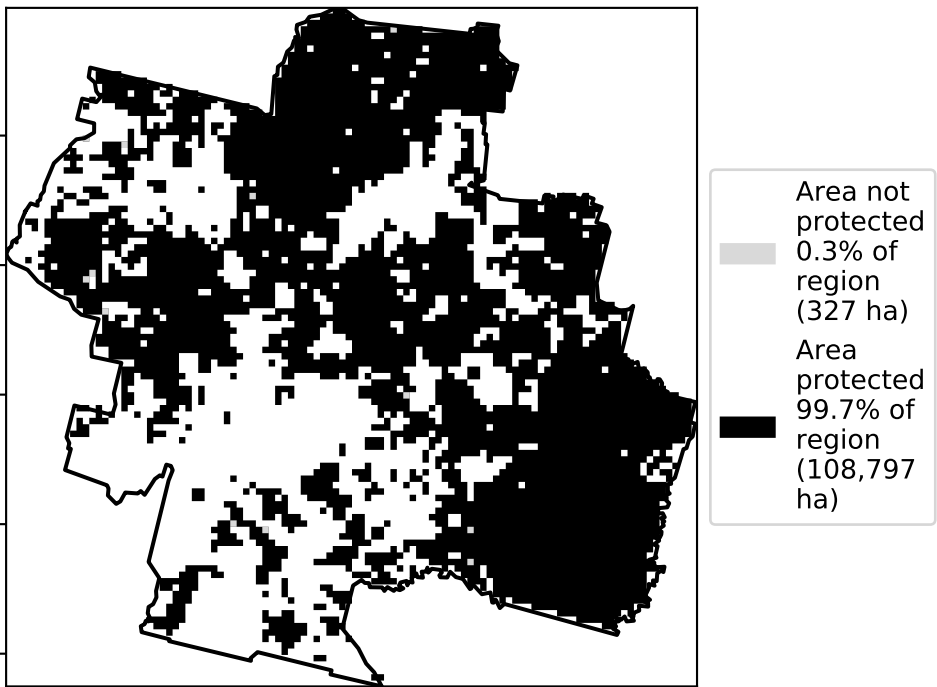 Area not
protected
0.3% of
region
(327 ha)
Area
protected
99.7% of
region
(108,797
ha)